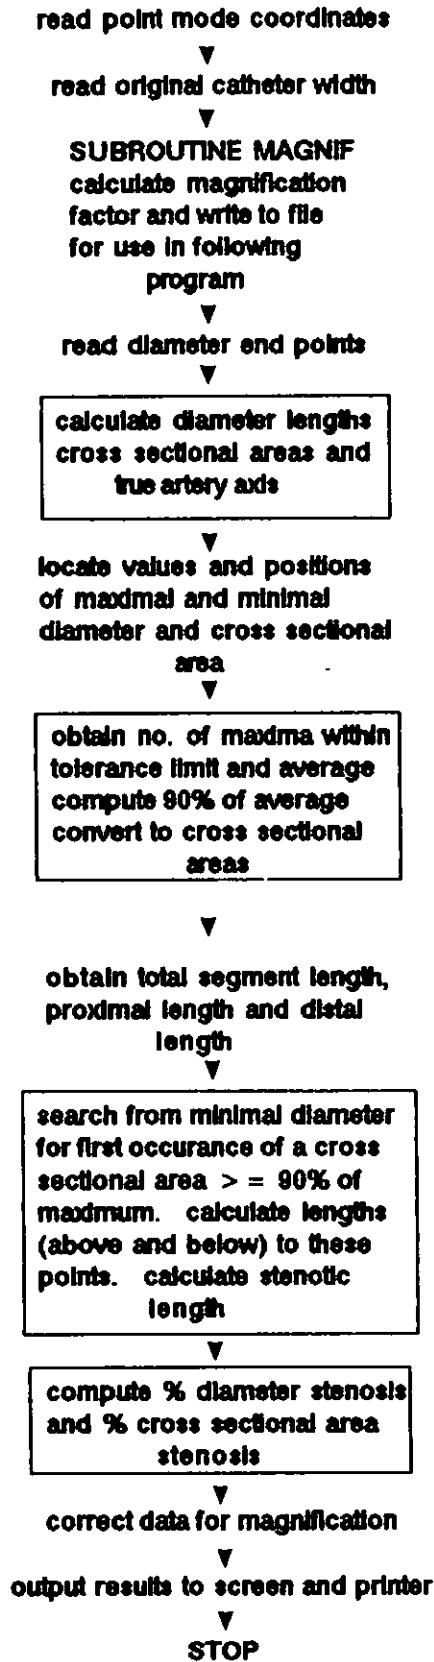 read point mode coordinates
read original catheter width
SUBROUTINE MAGNIF
calculate magnification
factor and write to file
for use in following
program
read diameter end points
calculate diameter lengths
cross sectional areas and
true artery axis
locate values and positions
of maximal and minimal
diameter and cross sectional
area
obtain no. of maxima within
tolerance limit and average
compute 90% of average
convert to cross sectional
areas
obtain total segment length,
proximal length and distal
length
search from minimal diameter
for first occurance of a cross
sectional area > = 90% of
maximum. calculate lengths
(above and below) to these
points. calculate stenotic
length
compute % diameter stenosis
and % cross sectional area
stenosis
correct data for magnification
output results to screen and printer
STOP